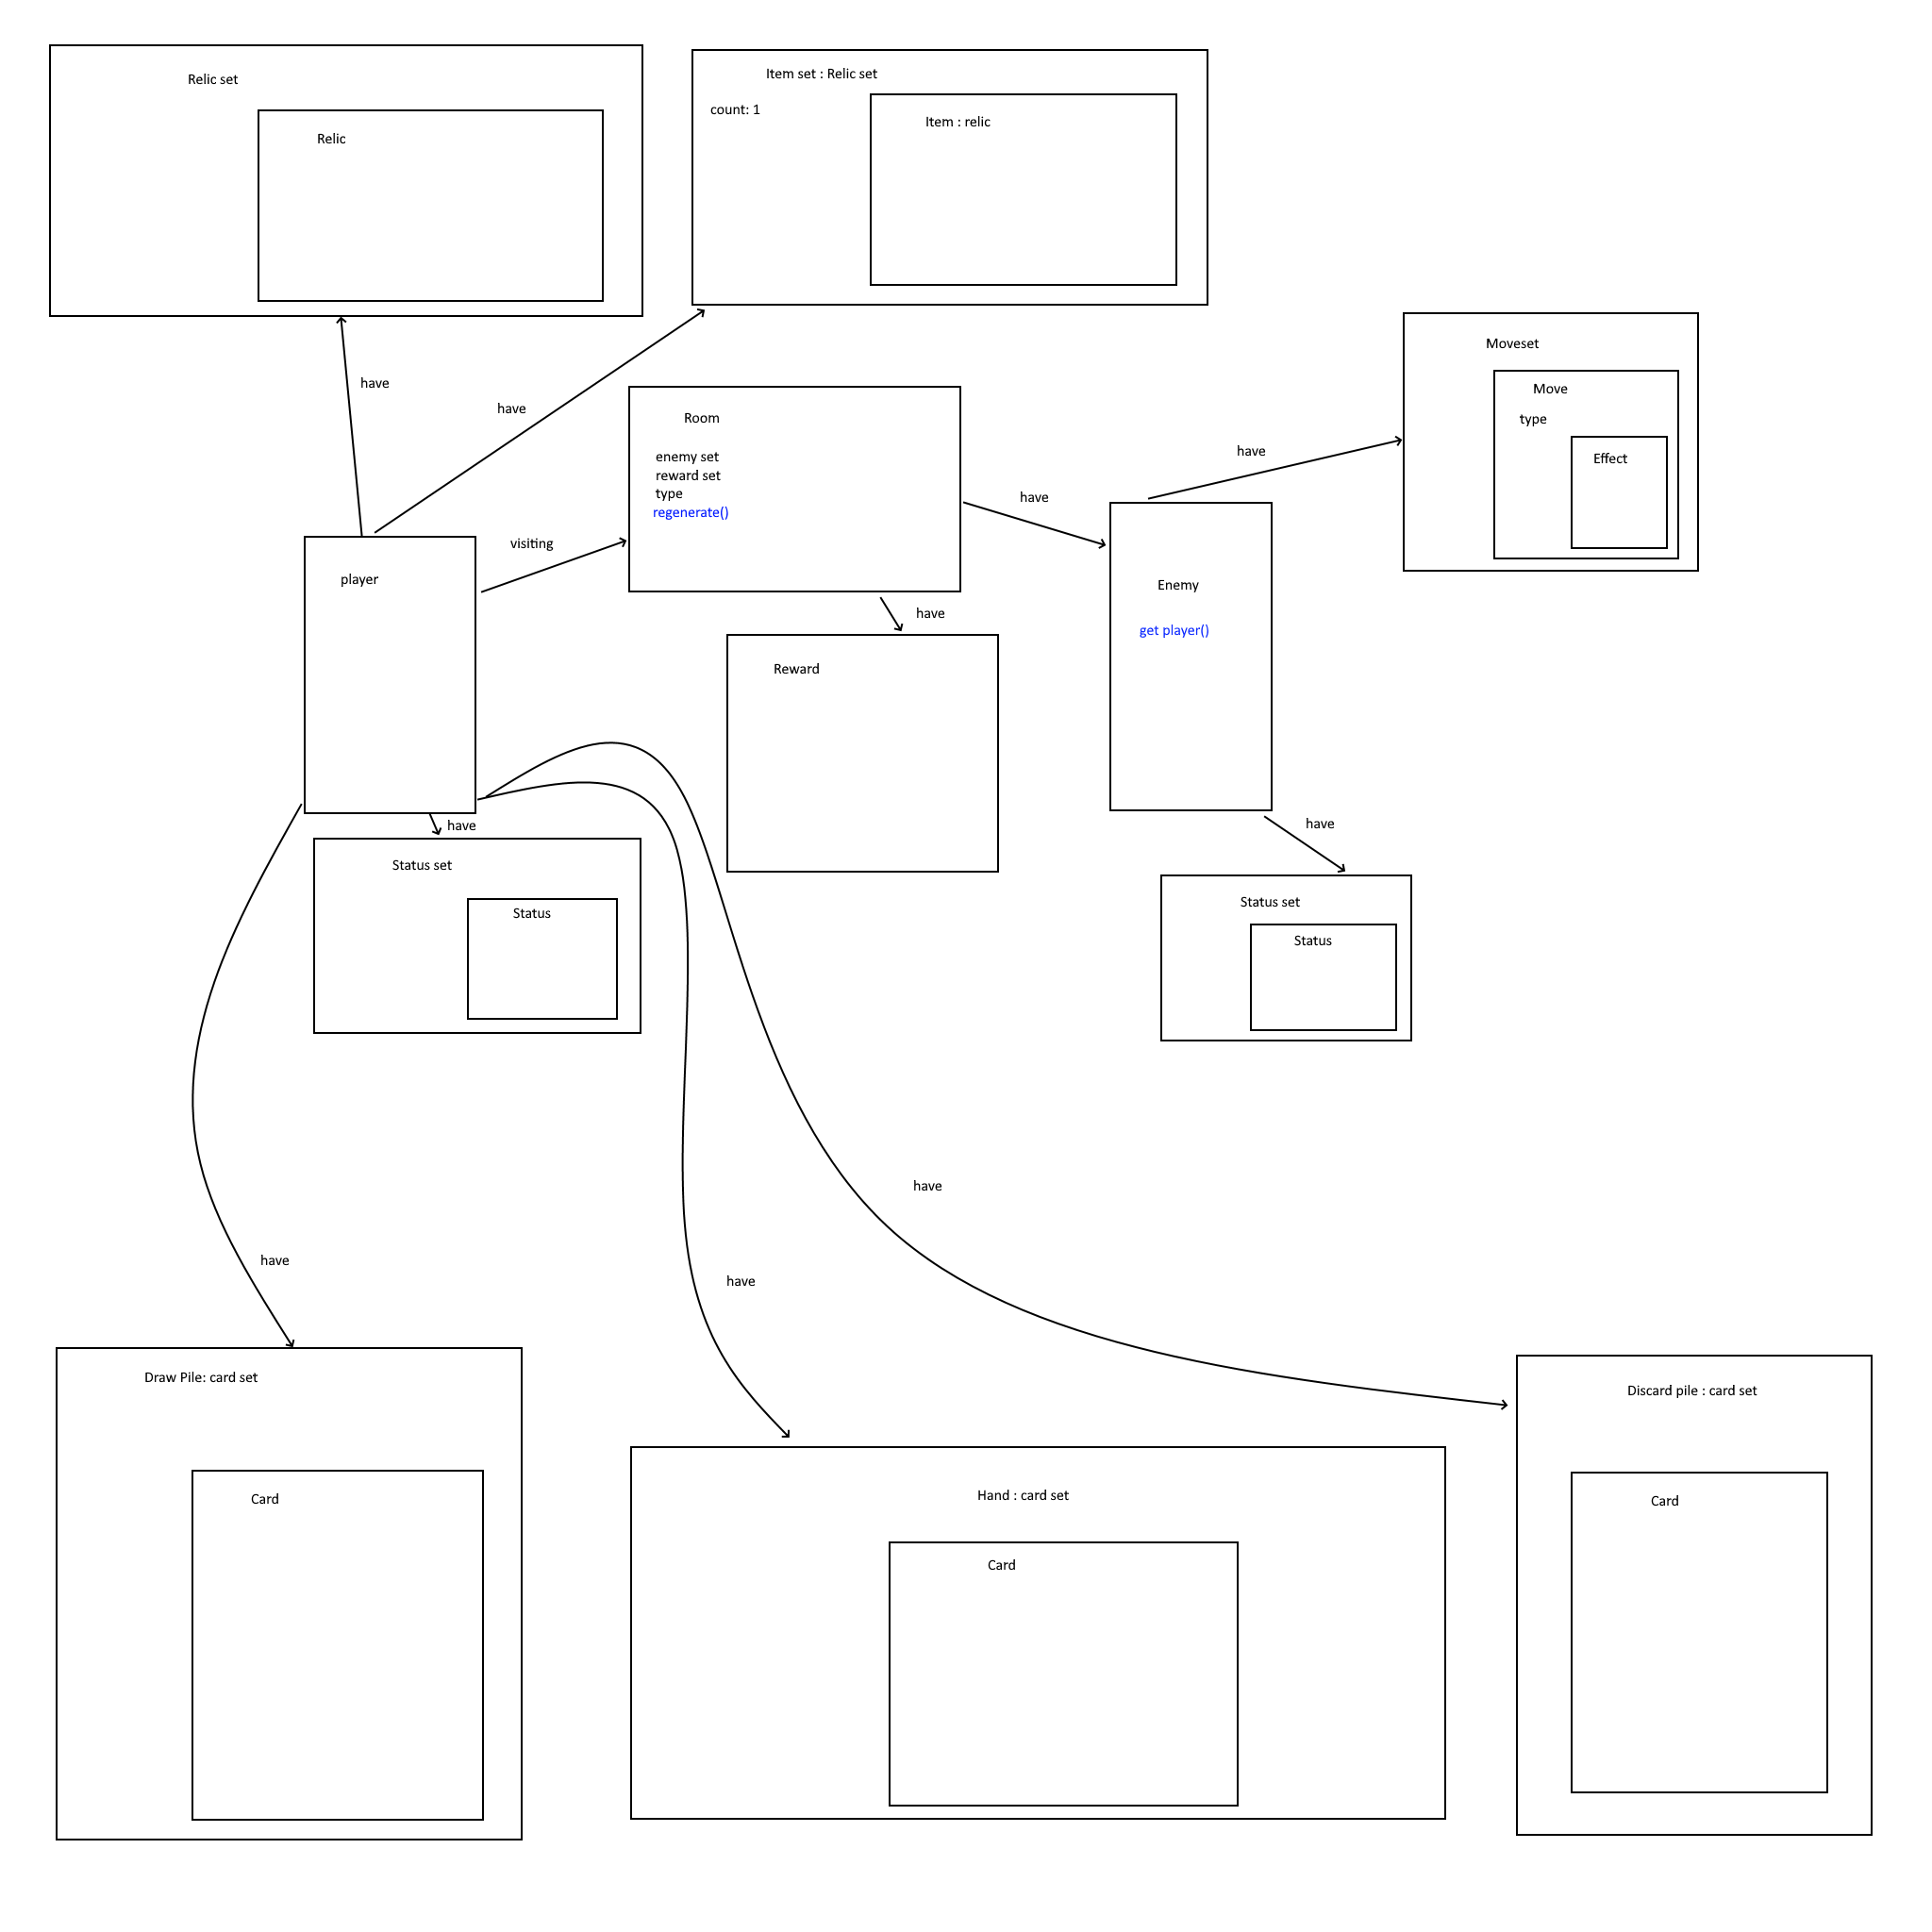 Relic set
Relic
Item set : Relic set
count: 1
Item : relic
have
have
Room
enemy set
reward set
type
regenerate()
Moveset
Move
type
Effect
have
have
visiting
player
Enemy
get player()
have
Reward
have
Status set
Status
have
Status set
Status
have
have
have
Draw Pile: card set
Card
Hand : card set
Card
Discard pile : card set
Card